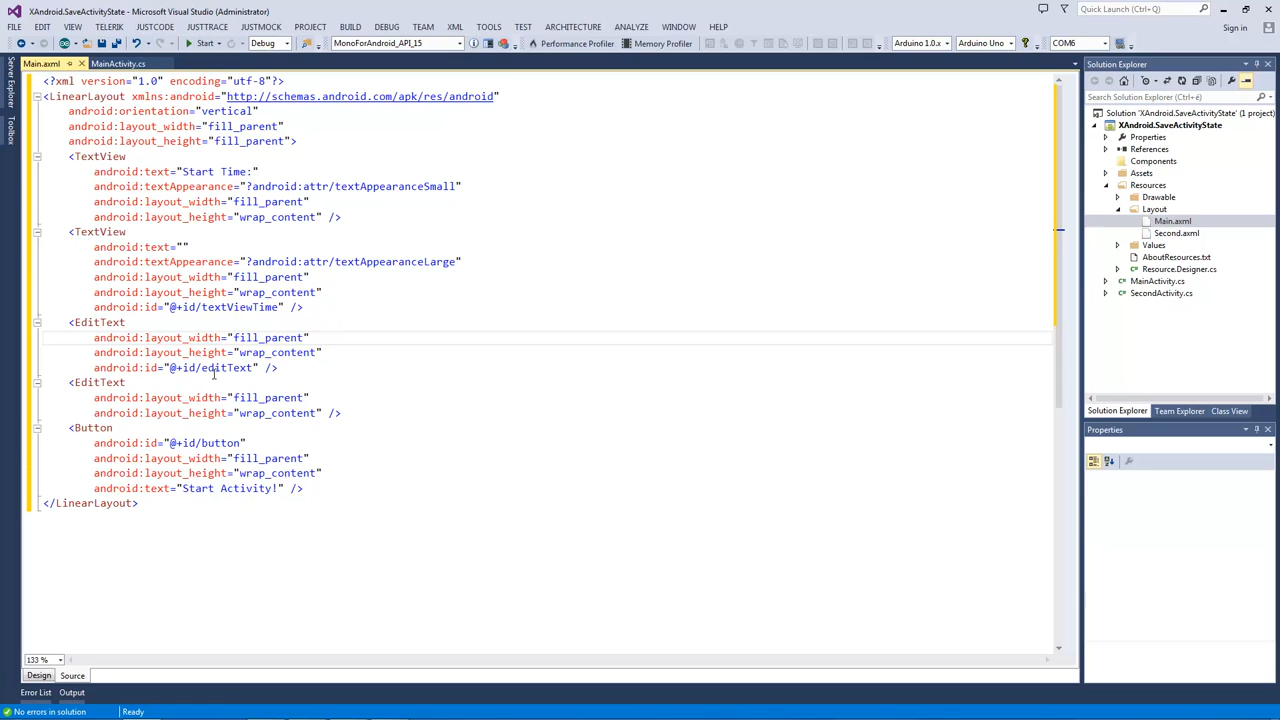 XAndroid.SaveActivityState - Microsoft Visual Studio (Administrator)
Quick Launch (Ctrl+Q)
FILE EDIT VIEW TELERIK JUSTCODE JUSTTRACE JUSTMOCK PROJECT BUILD DEBUG TEAM XML TOOLS TEST ARCHITECTURE ANALYZE WINDOW HELP
Sign in
Start Debug MonoForAndroid_API_15 Performance Profiler Memory Profiler Arduino 1.0.x Arduino Uno COM6
Server Explorer
Toolbox
Main.axml MainActivity.cs
<?xml version="1.0" encoding="utf-8"?>
<LinearLayout xmlns:android="http://schemas.android.com/apk/res/android"
android:orientation="vertical"
android:layout_width="fill_parent"
android:layout_height="fill_parent">
<TextView
android:text="Start Time:"
android:textAppearance="?android:attr/textAppearanceSmall"
android:layout_width="fill_parent"
android:layout_height="wrap_content" />
<TextView
android:text=""
android:textAppearance="?android:attr/textAppearanceLarge"
android:layout_width="fill_parent"
android:layout_height="wrap_content"
android:id="@+id/textViewTime" />
<EditText
android:layout_width="fill_parent"
android:layout_height="wrap_content"
android:id="@+id/editText" />
<EditText
android:layout_width="fill_parent"
android:layout_height="wrap_content" />
<Button
android:id="@+id/button"
android:layout_width="fill_parent"
android:layout_height="wrap_content"
android:text="Start Activity!" />
</LinearLayout>
133 %
Design Source
Error List Output
No errors in solution Ready
Solution Explorer
Search Solution Explorer (Ctrl+é)
Solution 'XAndroid.SaveActivityState' (1 project)
XAndroid.SaveActivityState
Properties
References
Components
Assets
Resources
Drawable
Layout
Main.axml
Second.axml
Values
AboutResources.txt
Resource.Designer.cs
MainActivity.cs
SecondActivity.cs
Solution Explorer Team Explorer Class View
Properties